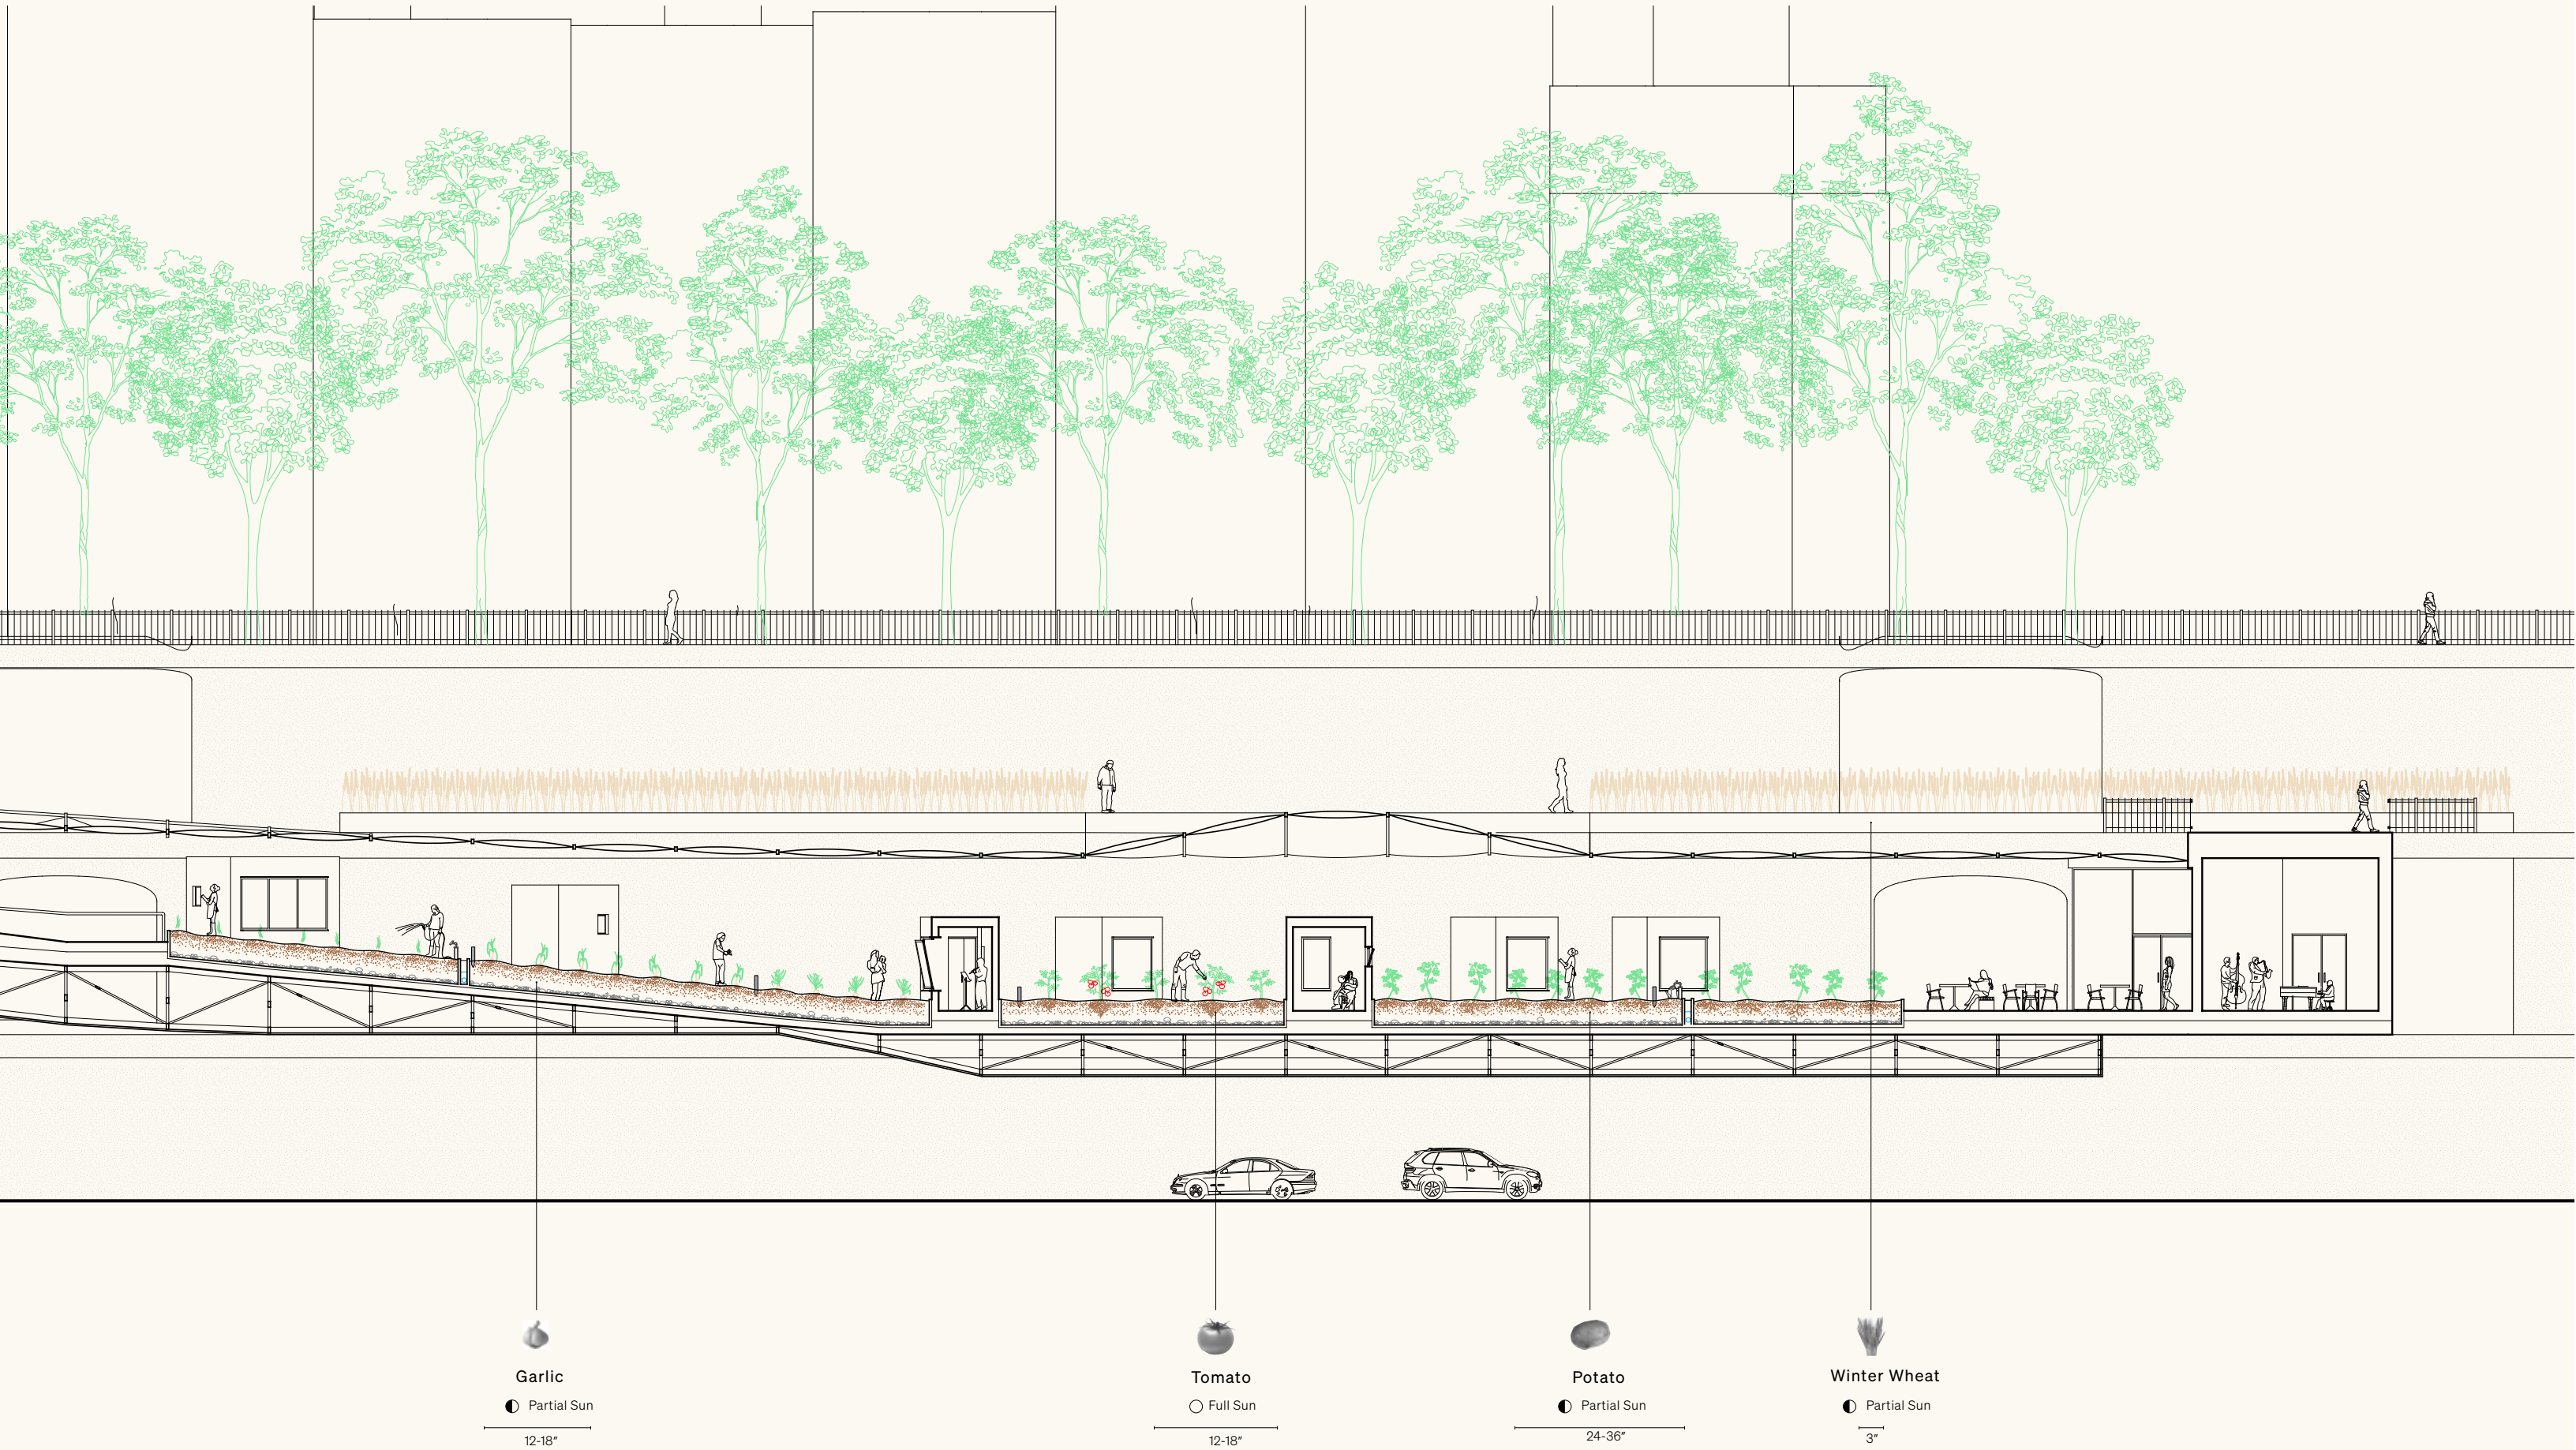 Garlic
Partial Sun
12-18″
Tomato
Full Sun
12-18″
Potato
Partial Sun
24-36″
Winter Wheat
Partial Sun
3″